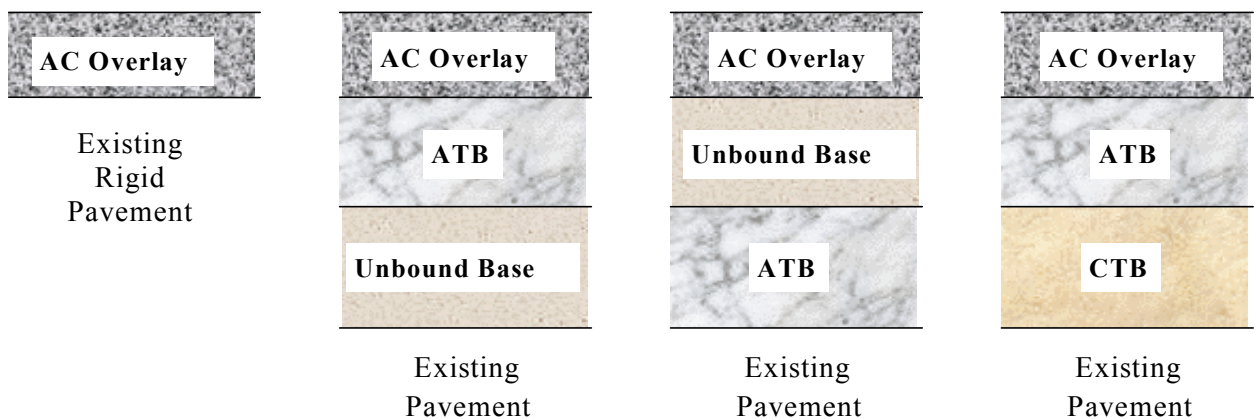 AC Overlay
Existing
Rigid
Pavement
AC Overlay
ATB
Unbound Base
Existing
Pavement
AC Overlay
Unbound Base
ATB
Existing
Pavement
AC Overlay
ATB
CTB
Existing
Pavement